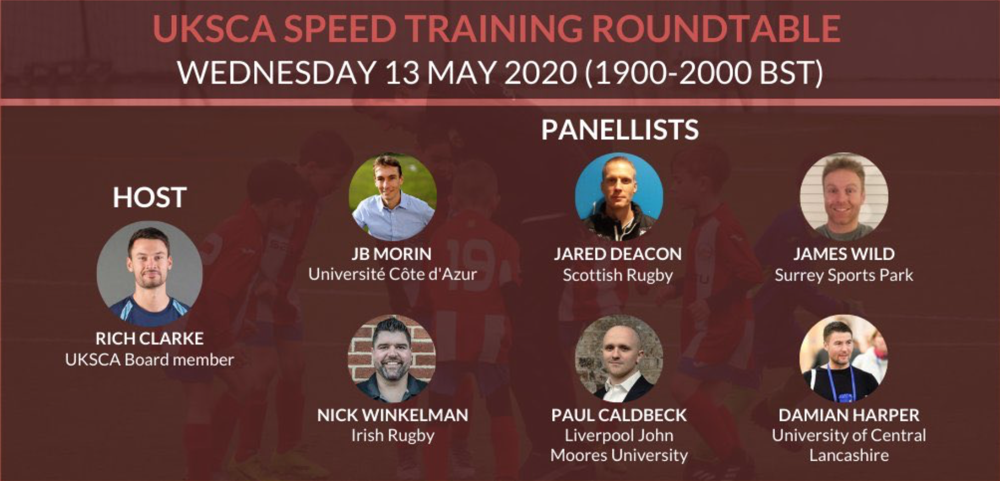 UKSCA SPEED TRAINING ROUNDTABLE
WEDNESDAY 13 MAY 2020 (1900-2000 BST)
HOST
RICH CLARKE
UKSCA Board member
PANELLISTS
JB MORIN
Université Côte d'Azur
JARED DEACON
Scottish Rugby
JAMES WILD
Surrey Sports Park
NICK WINKELMAN
Irish Rugby
PAUL CALDBECK
Liverpool John
Moores University
DAMIAN HARPER
University of Central
Lancashire
19